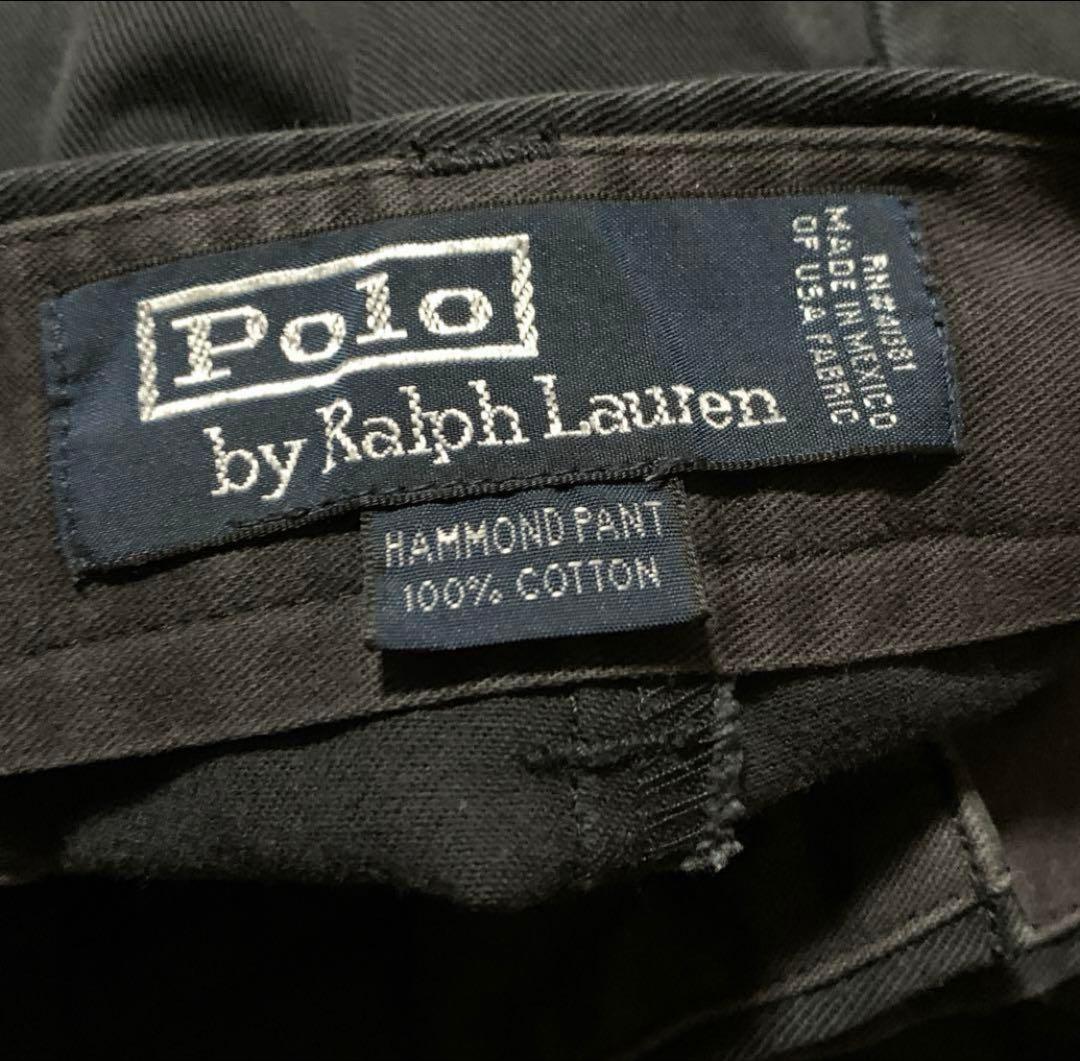 Polo
by Ralph Lauren
RN#41381
MADE IN MEXICO
OF USA FABRIC
HAMMOND PANT
100% COTTON